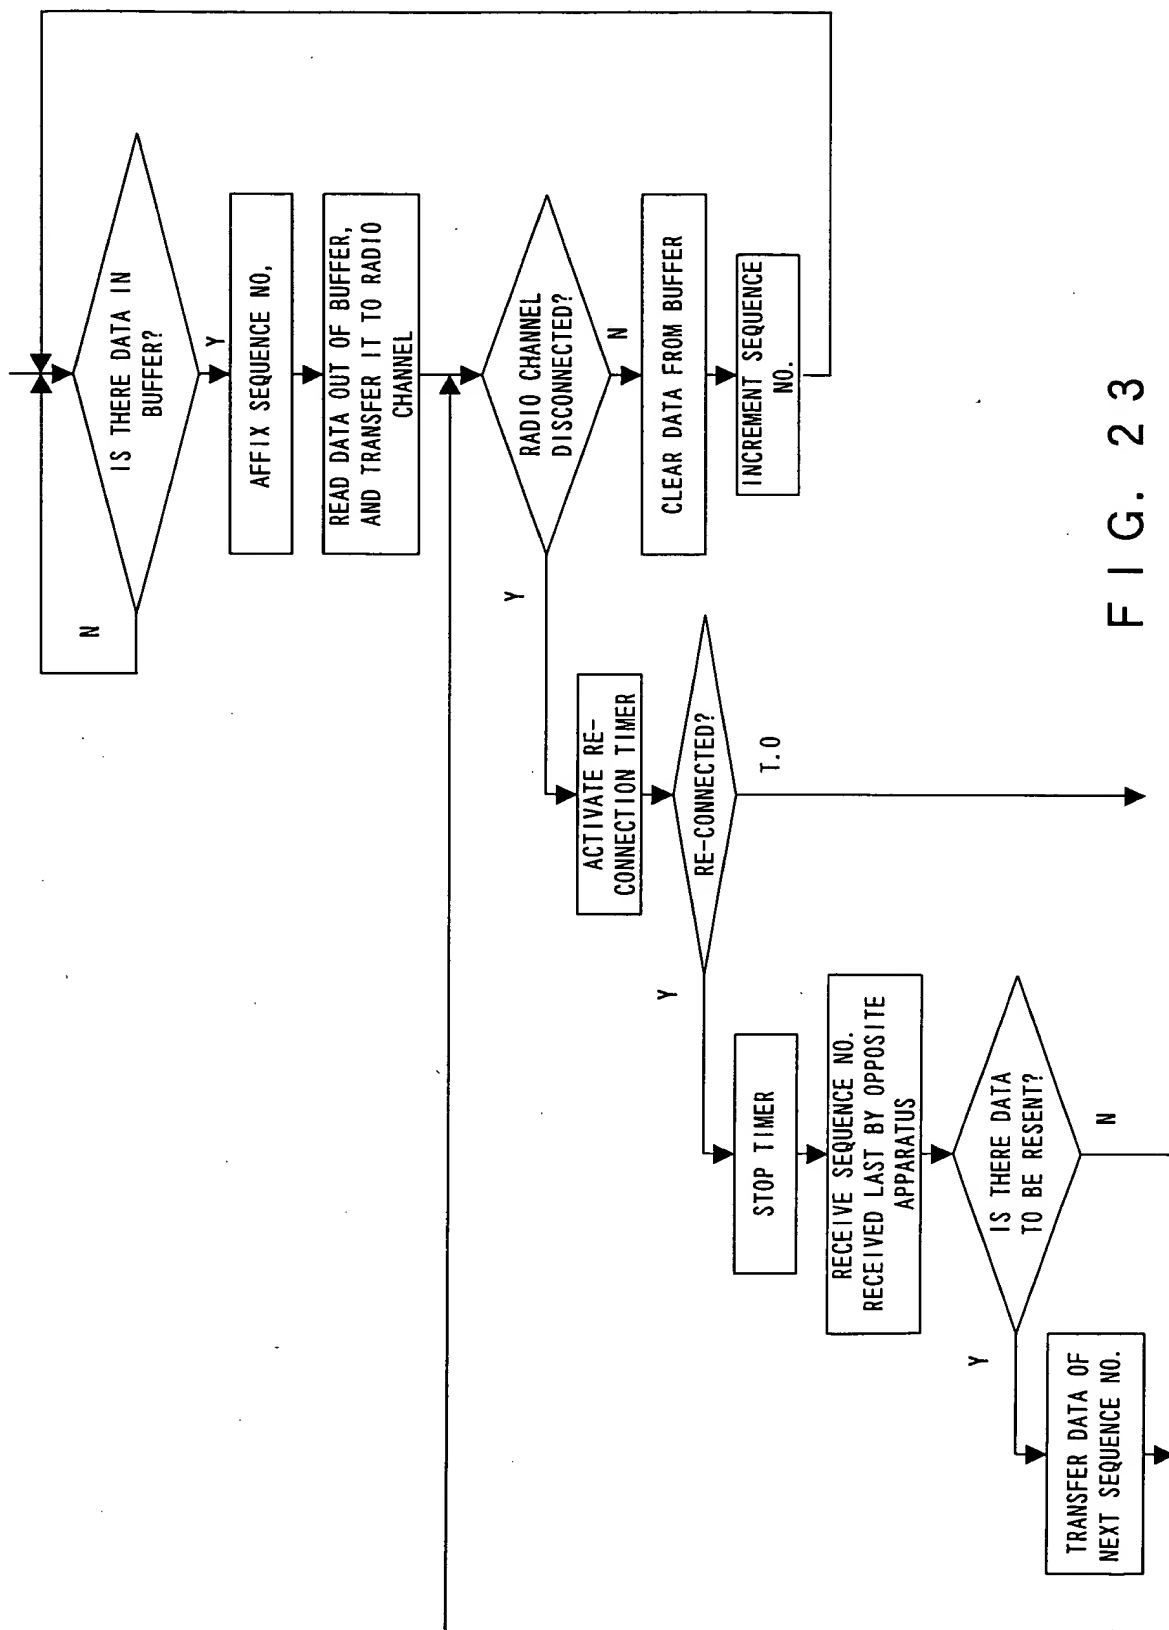 IS THERE DATA IN
BUFFER?
N
Y
AFFIX SEQUENCE NO,
READ DATA OUT OF BUFFER,
AND TRANSFER IT TO RADIO
CHANNEL
RADIO CHANNEL
DISCONNECTED?
Y
N
CLEAR DATA FROM BUFFER
INCREMENT SEQUENCE
NO.
ACTIVATE RE-
CONNECTION TIMER
RE-CONNECTED?
Y
T.O
STOP TIMER
RECEIVE SEQUENCE NO.
RECEIVED LAST BY OPPOSITE
APPARATUS
IS THERE DATA
TO BE RESENT?
Y
N
TRANSFER DATA OF
NEXT SEQUENCE NO.
FIG. 23